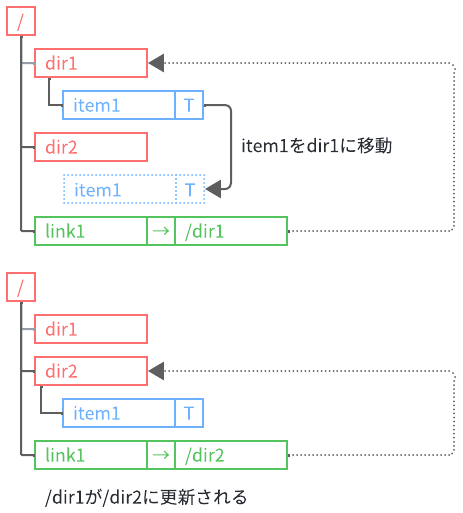 /
dir1
item1 T
item1をdir1に移動
dir2
item1 T
link1 → /dir1
/
dir1
dir2
item1 T
link1 → /dir2
/dir1が/dir2に更新される